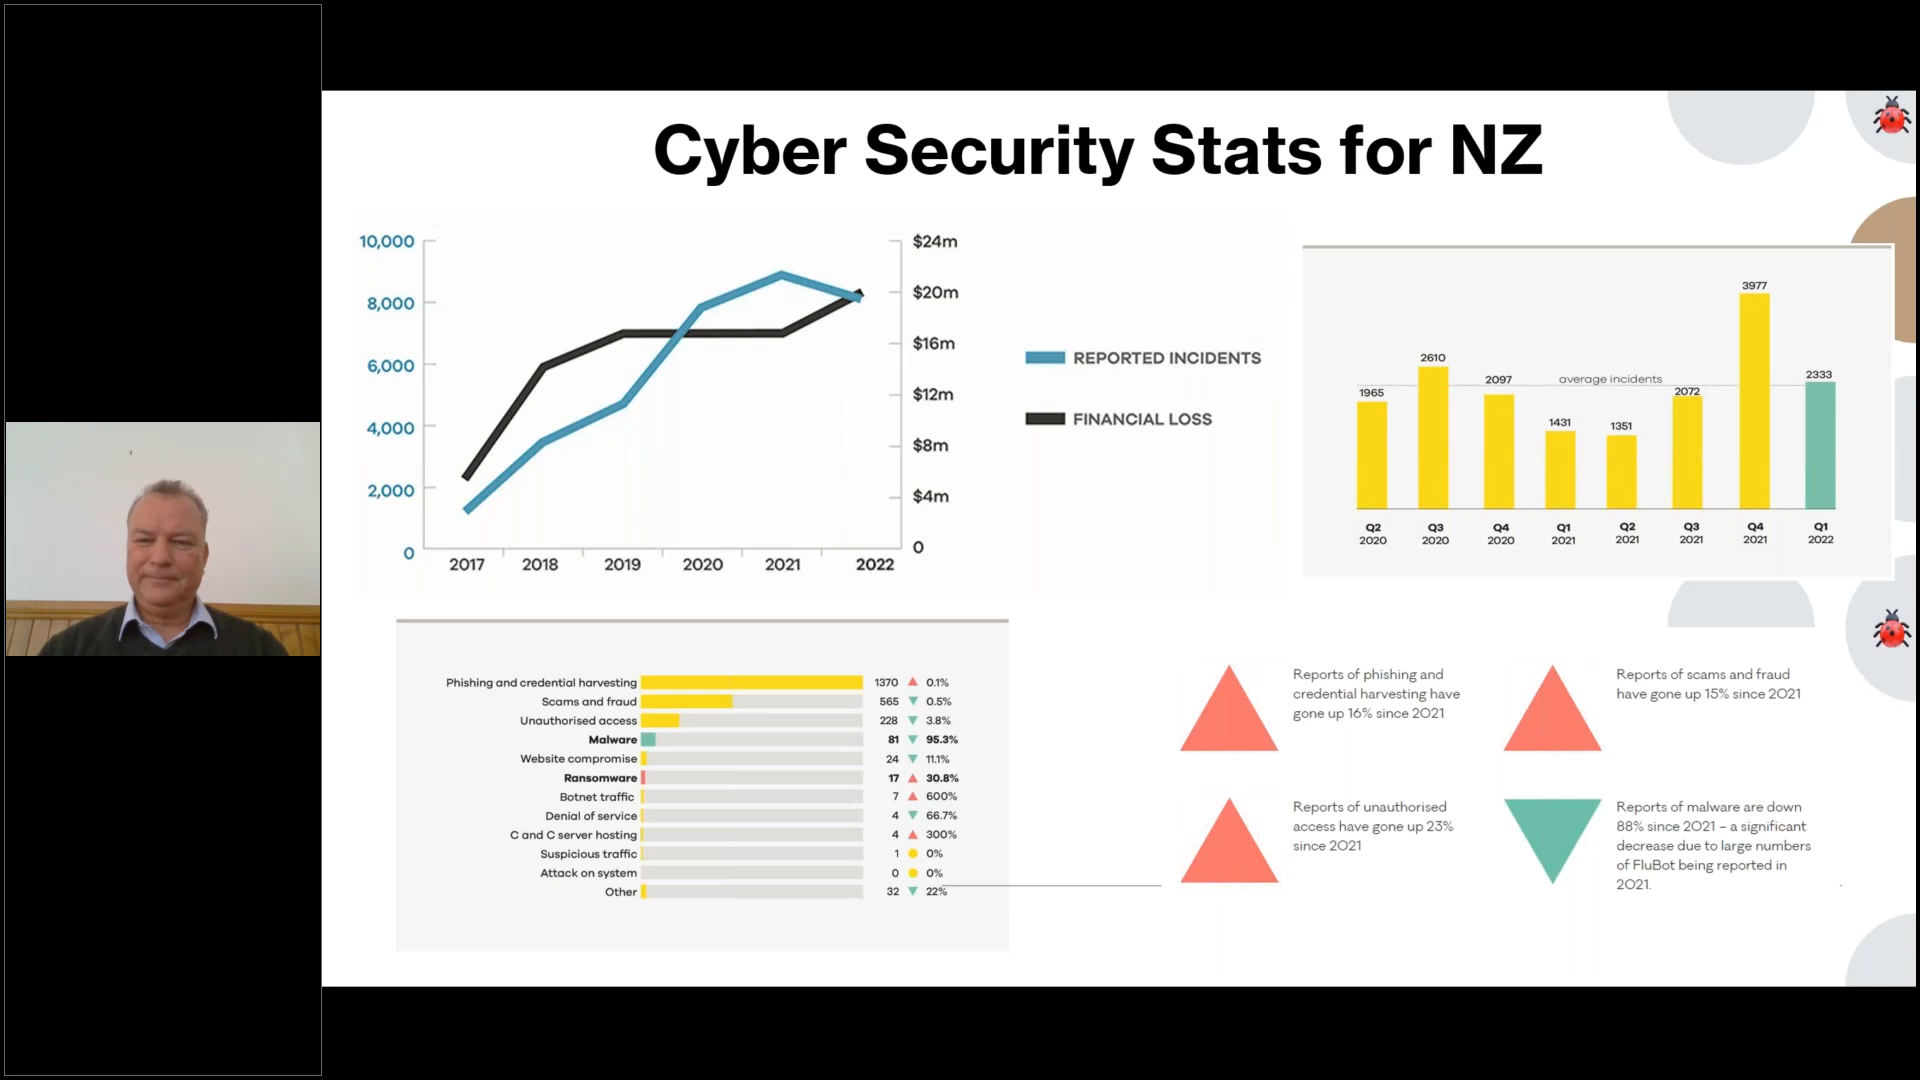 Cyber Security Stats for NZ
10,000
8,000
6,000
4,000
2,000
0
$24m
$20m
$16m
$12m
$8m
$4m
0
2017 2018 2019 2020 2021 2022
REPORTED INCIDENTS
FINANCIAL LOSS
average incidents
1965 2610 2097 1431 1351 2072 3977 2333
Q2 Q3 Q4 Q1 Q2 Q3 Q4 Q1
2020 2020 2020 2021 2021 2021 2021 2022
Phishing and credential harvesting 1370 0.1%
Scams and fraud 565 0.5%
Unauthorised access 228 3.8%
Malware 81 95.3%
Website compromise 24 11.1%
Ransomware 17 30.8%
Botnet traffic 7 600%
Denial of service 4 66.7%
C and C server hosting 4 300%
Suspicious traffic 1 0%
Attack on system 0 0%
Other 32 22%
Reports of phishing and
credential harvesting have
gone up 16% since 2021
Reports of scams and fraud
have gone up 15% since 2021
Reports of unauthorised
access have gone up 23%
since 2021
Reports of malware are down
88% since 2021 – a significant
decrease due to large numbers
of FluBot being reported in
2021.